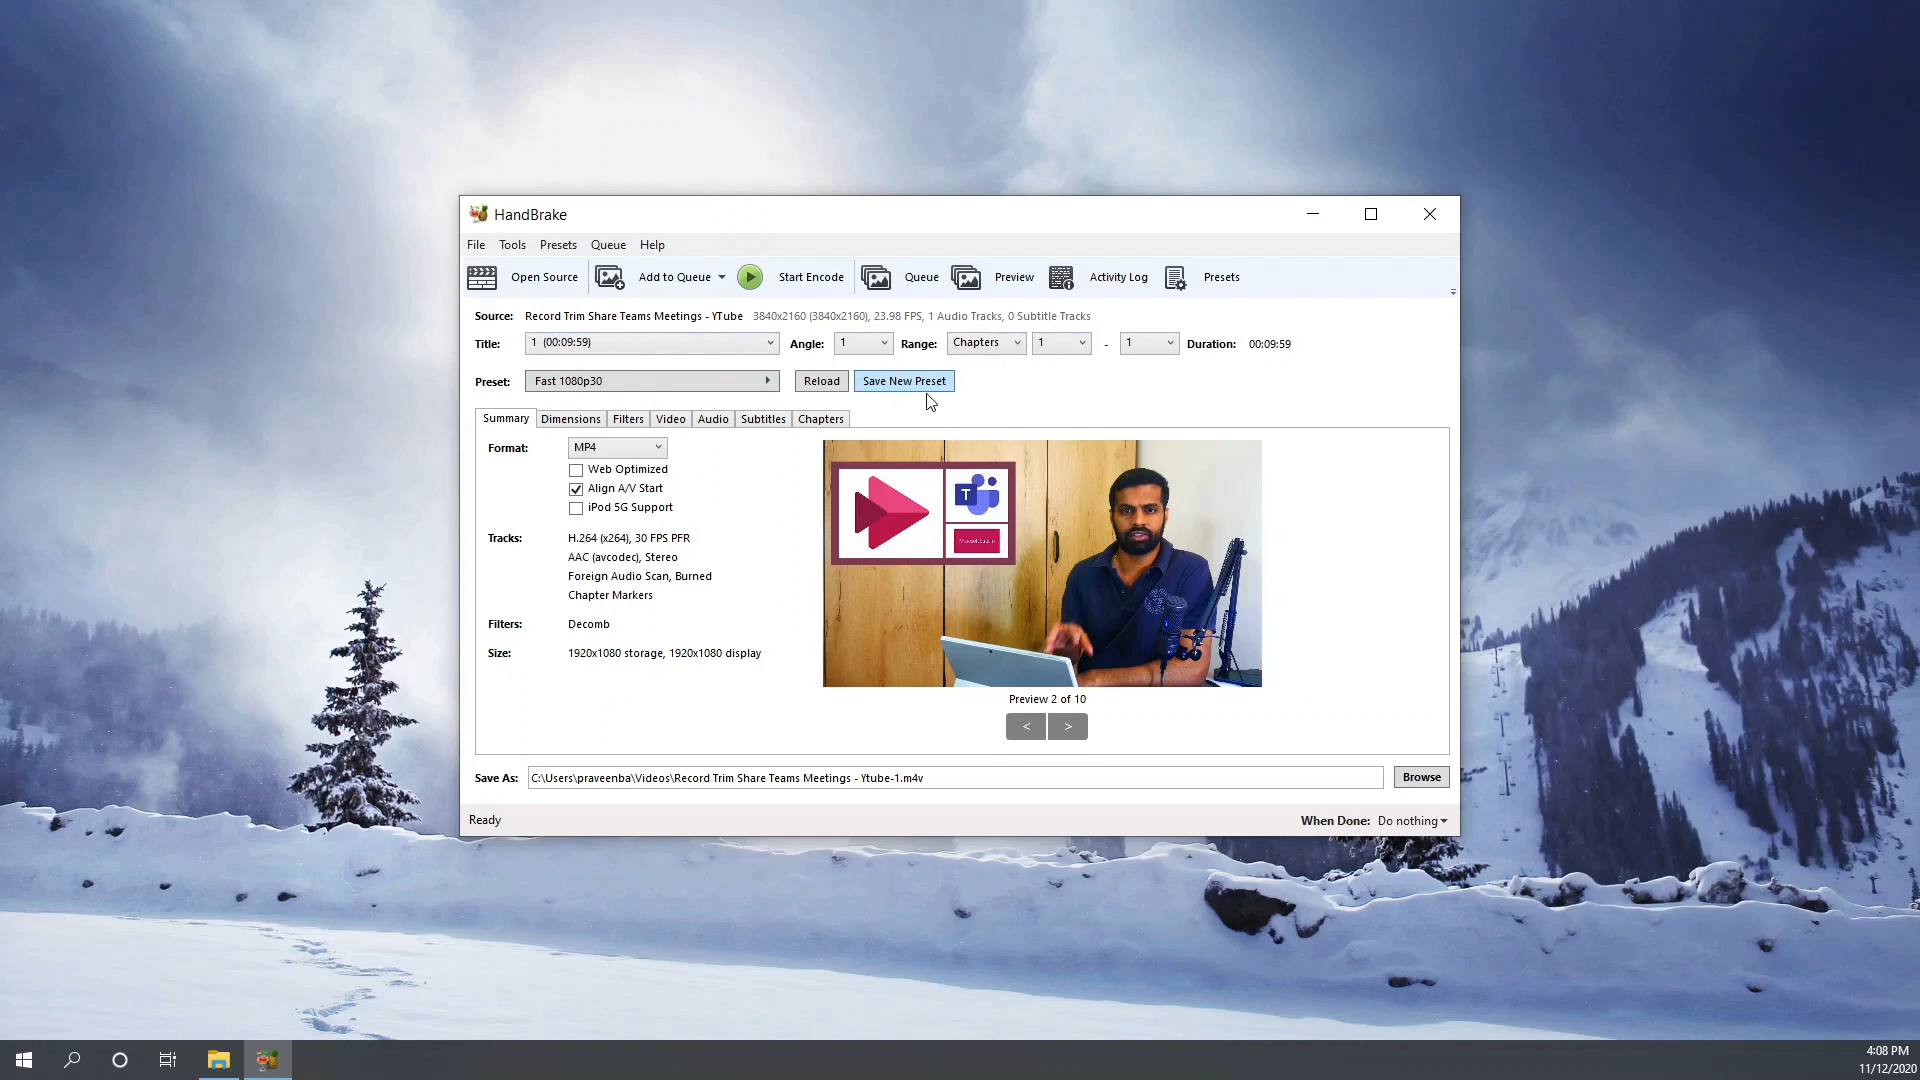 HandBrake
File Tools Presets Queue Help
Open Source Add to Queue Start Encode Queue Preview Activity Log Presets
Source: Record Trim Share Teams Meetings - YTube 3840x2160 (3840x2160), 23.98 FPS, 1 Audio Tracks, 0 Subtitle Tracks
Title: 1 (00:09:59) Angle: 1 Range: Chapters 1 - 1 Duration: 00:09:59
Preset: Fast 1080p30 Reload Save New Preset
Summary Dimensions Filters Video Audio Subtitles Chapters
Format: MP4
Web Optimized
Align A/V Start
iPod 5G Support
Tracks: H.264 (x264), 30 FPS PFR
AAC (avcodec), Stereo
Foreign Audio Scan, Burned
Chapter Markers
Filters: Decomb
Size: 1920x1080 storage, 1920x1080 display
T
Microsoft Stream
Preview 2 of 10
< >
Save As: C:\Users\praveenba\Videos\Record Trim Share Teams Meetings - Ytube-1.m4v Browse
Ready When Done: Do nothing
4:08 PM
11/12/2020